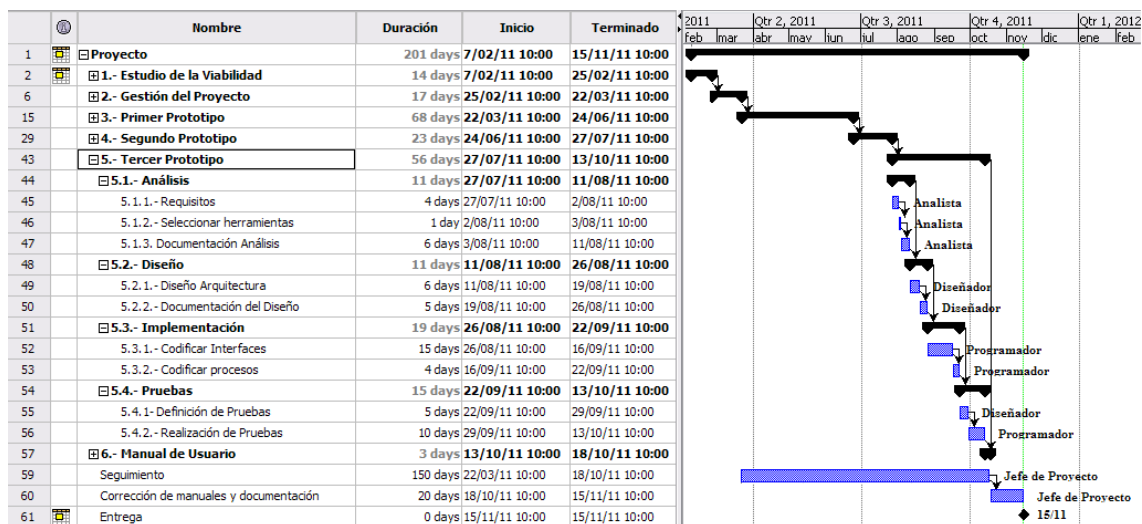 Nombre Duración Inicio Terminado
2011 Qtr 2, 2011 Qtr 3, 2011 Qtr 4, 2011 Qtr 1, 2012
feb mar abr may jun jul ago sep oct nov dic ene feb
1 Proyecto 201 days 7/02/11 10:00 15/11/11 10:00
2 1.- Estudio de la Viabilidad 14 days 7/02/11 10:00 25/02/11 10:00
6 2.- Gestión del Proyecto 17 days 25/02/11 10:00 22/03/11 10:00
15 3.- Primer Prototipo 68 days 22/03/11 10:00 24/06/11 10:00
29 4.- Segundo Prototipo 23 days 24/06/11 10:00 27/07/11 10:00
43 5.- Tercer Prototipo 56 days 27/07/11 10:00 13/10/11 10:00
44 5.1.- Análisis 11 days 27/07/11 10:00 11/08/11 10:00
45 5.1.1.- Requisitos 4 days 27/07/11 10:00 2/08/11 10:00 Analista
46 5.1.2.- Seleccionar herramientas 1 day 2/08/11 10:00 3/08/11 10:00 Analista
47 5.1.3. Documentación Análisis 6 days 3/08/11 10:00 11/08/11 10:00 Analista
48 5.2.- Diseño 11 days 11/08/11 10:00 26/08/11 10:00
49 5.2.1.- Diseño Arquitectura 6 days 11/08/11 10:00 19/08/11 10:00 Diseñador
50 5.2.2.- Documentación del Diseño 5 days 19/08/11 10:00 26/08/11 10:00 Diseñador
51 5.3.- Implementación 19 days 26/08/11 10:00 22/09/11 10:00
52 5.3.1.- Codificar Interfaces 15 days 26/08/11 10:00 16/09/11 10:00 Programador
53 5.3.2.- Codificar procesos 4 days 16/09/11 10:00 22/09/11 10:00 Programador
54 5.4.- Pruebas 15 days 22/09/11 10:00 13/10/11 10:00
55 5.4.1- Definición de Pruebas 5 days 22/09/11 10:00 29/09/11 10:00 Diseñador
56 5.4.2.- Realización de Pruebas 10 days 29/09/11 10:00 13/10/11 10:00 Programador
57 6.- Manual de Usuario 3 days 13/10/11 10:00 18/10/11 10:00
59 Seguimiento 150 days 22/03/11 10:00 18/10/11 10:00 Jefe de Proyecto
60 Corrección de manuales y documentación 20 days 18/10/11 10:00 15/11/11 10:00 Jefe de Proyecto
61 Entrega 0 days 15/11/11 10:00 15/11/11 10:00 15/11